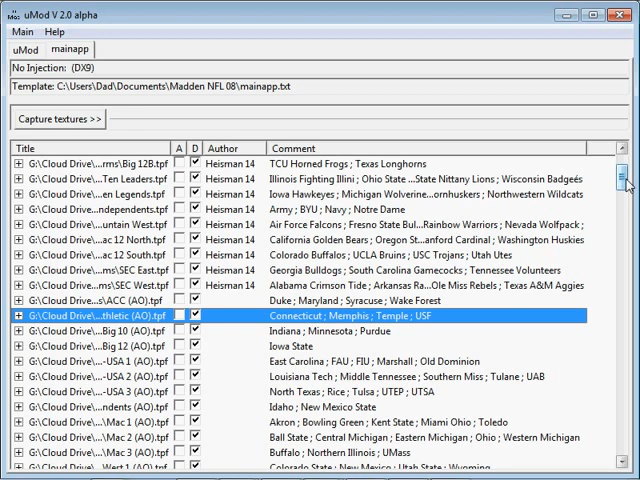 uMod V 2.0 alpha
Main Help
uMod mainapp
No Injection: (DX9)
Template: C:\Users\Dad\Documents\Madden NFL 08\mainapp.txt
Capture textures >>
Title A D Author Comment
G:\Cloud Drive\...rms\Big 12B.tpf Heisman 14 TCU Horned Frogs ; Texas Longhorns
G:\Cloud Drive\...Ten Leaders.tpf Heisman 14 Illinois Fighting Illini ; Ohio State...State Nittany Lions ; Wisconsin Badgers
G:\Cloud Drive\...en Legends.tpf Heisman 14 Iowa Hawkeyes ; Michigan Wolverine...ornhuskers ; Northwestern Wildcats
G:\Cloud Drive...ndependents.tpf Heisman 14 Army ; BYU ; Navy ; Notre Dame
G:\Cloud Drive...untain West.tpf Heisman 14 Air Force Falcons ; Fresno State Bul...Rainbow Warriors ; Nevada Wolfpack ;
G:\Cloud Drive...ac 12 North.tpf Heisman 14 California Golden Bears ; Oregon St...anford Cardinal ; Washington Huskies
G:\Cloud Drive...ac 12 South.tpf Heisman 14 Colorado Buffaloes ; UCLA Bruins ; USC Trojans ; Utah Utes
G:\Cloud Drive\...ms\SEC East.tpf Heisman 14 Georgia Bulldogs ; South Carolina Gamecocks ; Tennessee Volunteers
G:\Cloud Drive...ms\SEC West.tpf Heisman 14 Alabama Crimson Tide ; Arkansas Ra...Ole Miss Rebels ; Texas A&M Aggies
G:\Cloud Drive...s\ACC (AO).tpf Duke ; Maryland ; Syracuse ; Wake Forest
G:\Cloud Drive...thletic (AO).tpf Connecticut ; Memphis ; Temple ; USF
G:\Cloud Drive...Big 10 (AO).tpf Indiana ; Minnesota ; Purdue
G:\Cloud Drive...Big 12 (AO).tpf Iowa State
G:\Cloud Drive...-USA 1 (AO).tpf East Carolina ; FAU ; FIU ; Marshall ; Old Dominion
G:\Cloud Drive...-USA 2 (AO).tpf Louisiana Tech ; Middle Tennessee ; Southern Miss ; Tulane ; UAB
G:\Cloud Drive...-USA 3 (AO).tpf North Texas ; Rice ; Tulsa ; UTEP ; UTSA
G:\Cloud Drive...ndents (AO).tpf Idaho ; New Mexico State
G:\Cloud Drive...\Mac 1 (AO).tpf Akron ; Bowling Green ; Kent State ; Miami Ohio ; Toledo
G:\Cloud Drive...\Mac 2 (AO).tpf Ball State ; Central Michigan ; Eastern Michigan ; Ohio ; Western Michigan
G:\Cloud Drive...\Mac 3 (AO).tpf Buffalo ; Northern Illinois ; UMass
G:\Cloud Drive...West 1 (AO).tpf Colorado State ; New Mexico ; Utah ; Wyoming